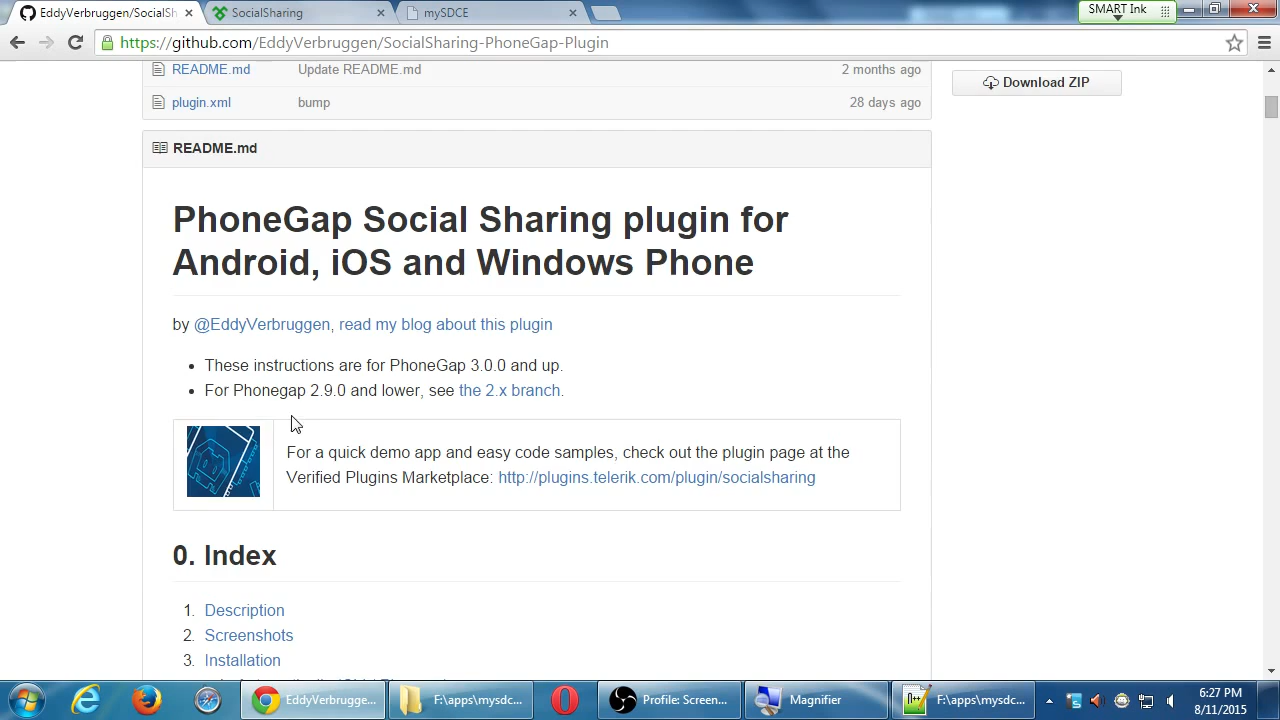 EddyVerbruggen/SocialSh
SocialSharing
mySDCE
SMART Ink
https://github.com/EddyVerbruggen/SocialSharing-PhoneGap-Plugin
README.md Update README.md 2 months ago
Download ZIP
plugin.xml bump 28 days ago
README.md
PhoneGap Social Sharing plugin for
Android, iOS and Windows Phone
by @EddyVerbruggen, read my blog about this plugin
These instructions are for PhoneGap 3.0.0 and up.
For Phonegap 2.9.0 and lower, see the 2.x branch.
For a quick demo app and easy code samples, check out the plugin page at the
Verified Plugins Marketplace: http://plugins.telerik.com/plugin/socialsharing
0. Index
1. Description
2. Screenshots
3. Installation
EddyVerbrugge...
F:\apps\mysdc...
Profile: Screen...
Magnifier
F:\apps\mysdc...
6:27 PM
8/11/2015